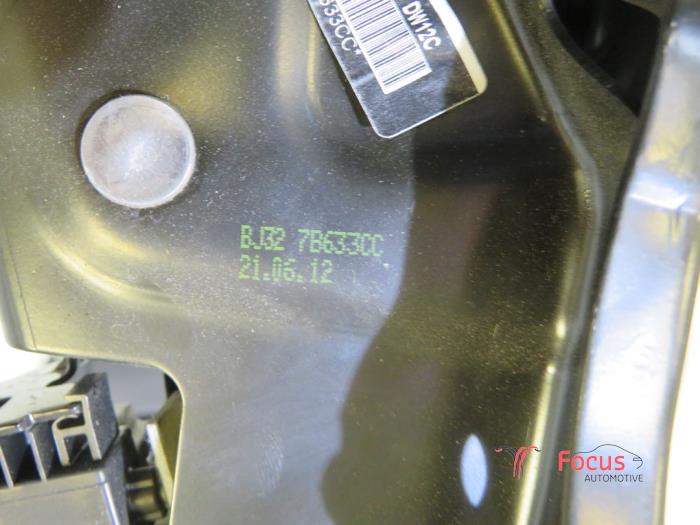 DW12C
633CC*
BJ32 7B633CC
21.06.12
Focus
AUTOMOTIVE